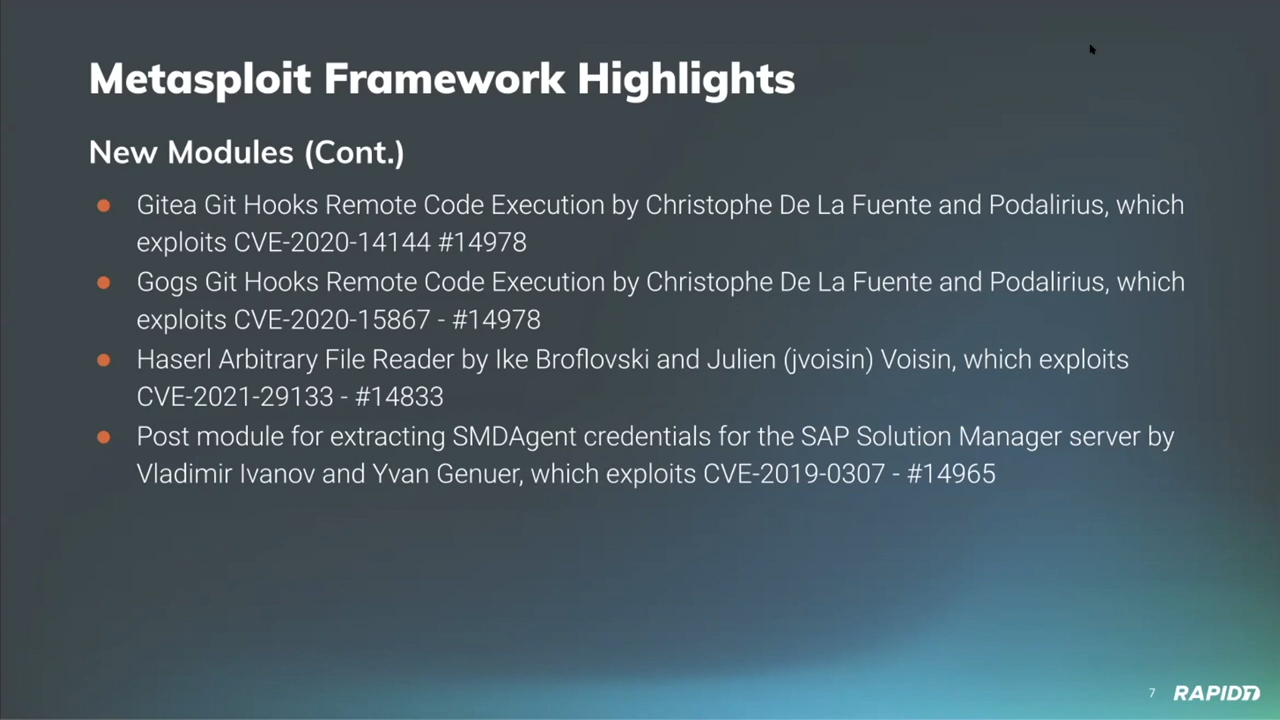 Metasploit Framework Highlights
New Modules (Cont.)
Gitea Git Hooks Remote Code Execution by Christophe De La Fuente and Podalirius, which
exploits CVE-2020-14144 #14978
Gogs Git Hooks Remote Code Execution by Christophe De La Fuente and Podalirius, which
exploits CVE-2020-15867 - #14978
Haserl Arbitrary File Reader by Ike Broflovski and Julien (jvoisin) Voisin, which exploits
CVE-2021-29133 - #14833
Post module for extracting SMDAgent credentials for the SAP Solution Manager server by
Vladimir Ivanov and Yvan Genuer, which exploits CVE-2019-0307 - #14965
7
RAPID7